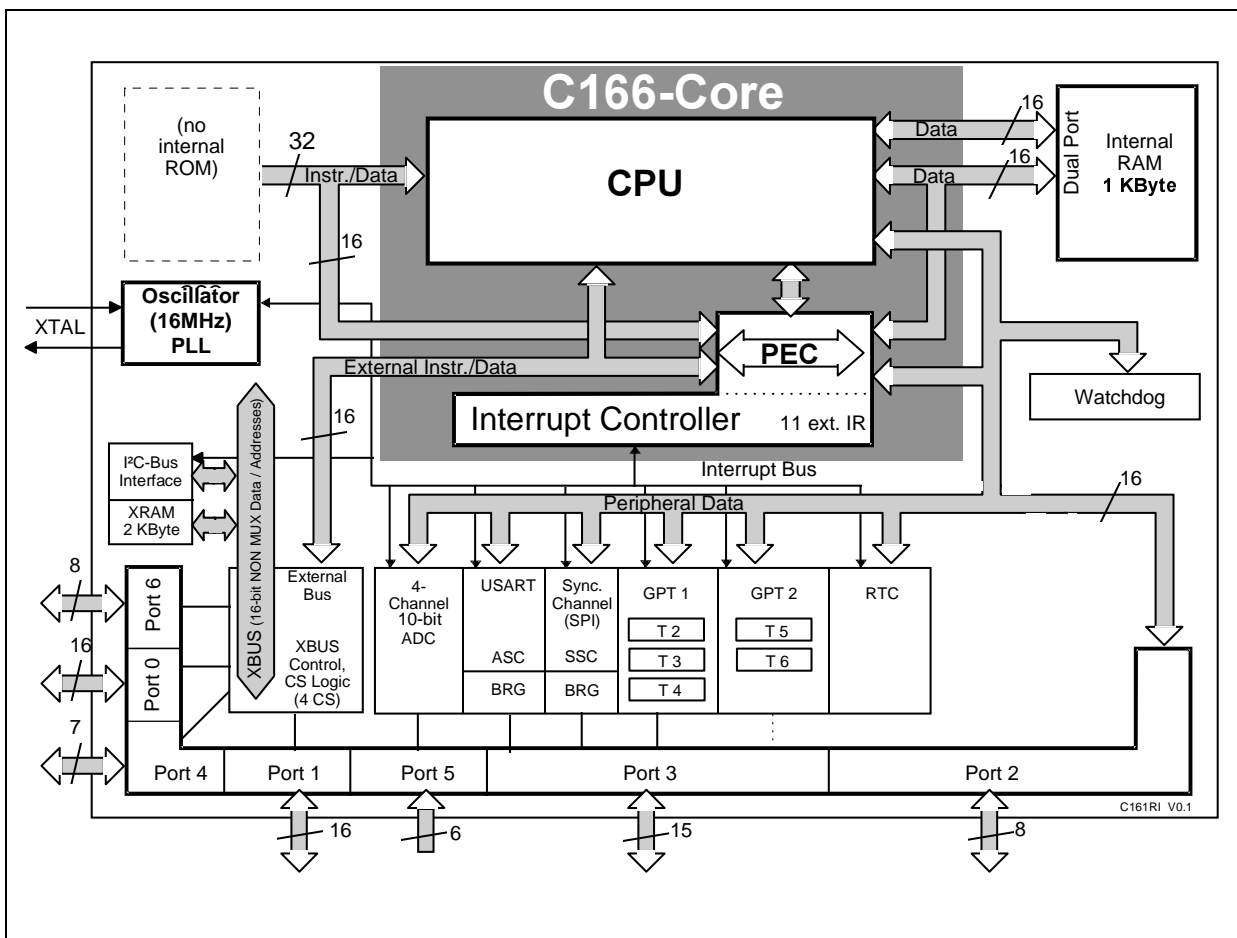 C166-Core
(no
internal
ROM)
32
Instr./Data
16
CPU
Data
16
Data
16
Dual Port
Internal
RAM
1 KByte
XTAL
Oscillator
(16MHz)
PLL
PEC
External Instr./Data
16
Interrupt Controller
11 ext. IR
Watchdog
Interrupt Bus
Peripheral Data
16
I²C-Bus
Interface
XRAM
2 KByte
XBUS (16-bit NON MUX Data / Addresses)
8
Port 6
16
Port 0
7
External
Bus
XBUS
Control,
CS Logic
(4 CS)
4-
Channel
10-bit
ADC
USART
ASC
BRG
Sync.
Channel
(SPI)
SSC
BRG
GPT 1
T 2
T 3
T 4
GPT 2
T 5
T 6
RTC
Port 4
Port 1
Port 5
Port 3
Port 2
C161RI V0.1
16
6
15
8